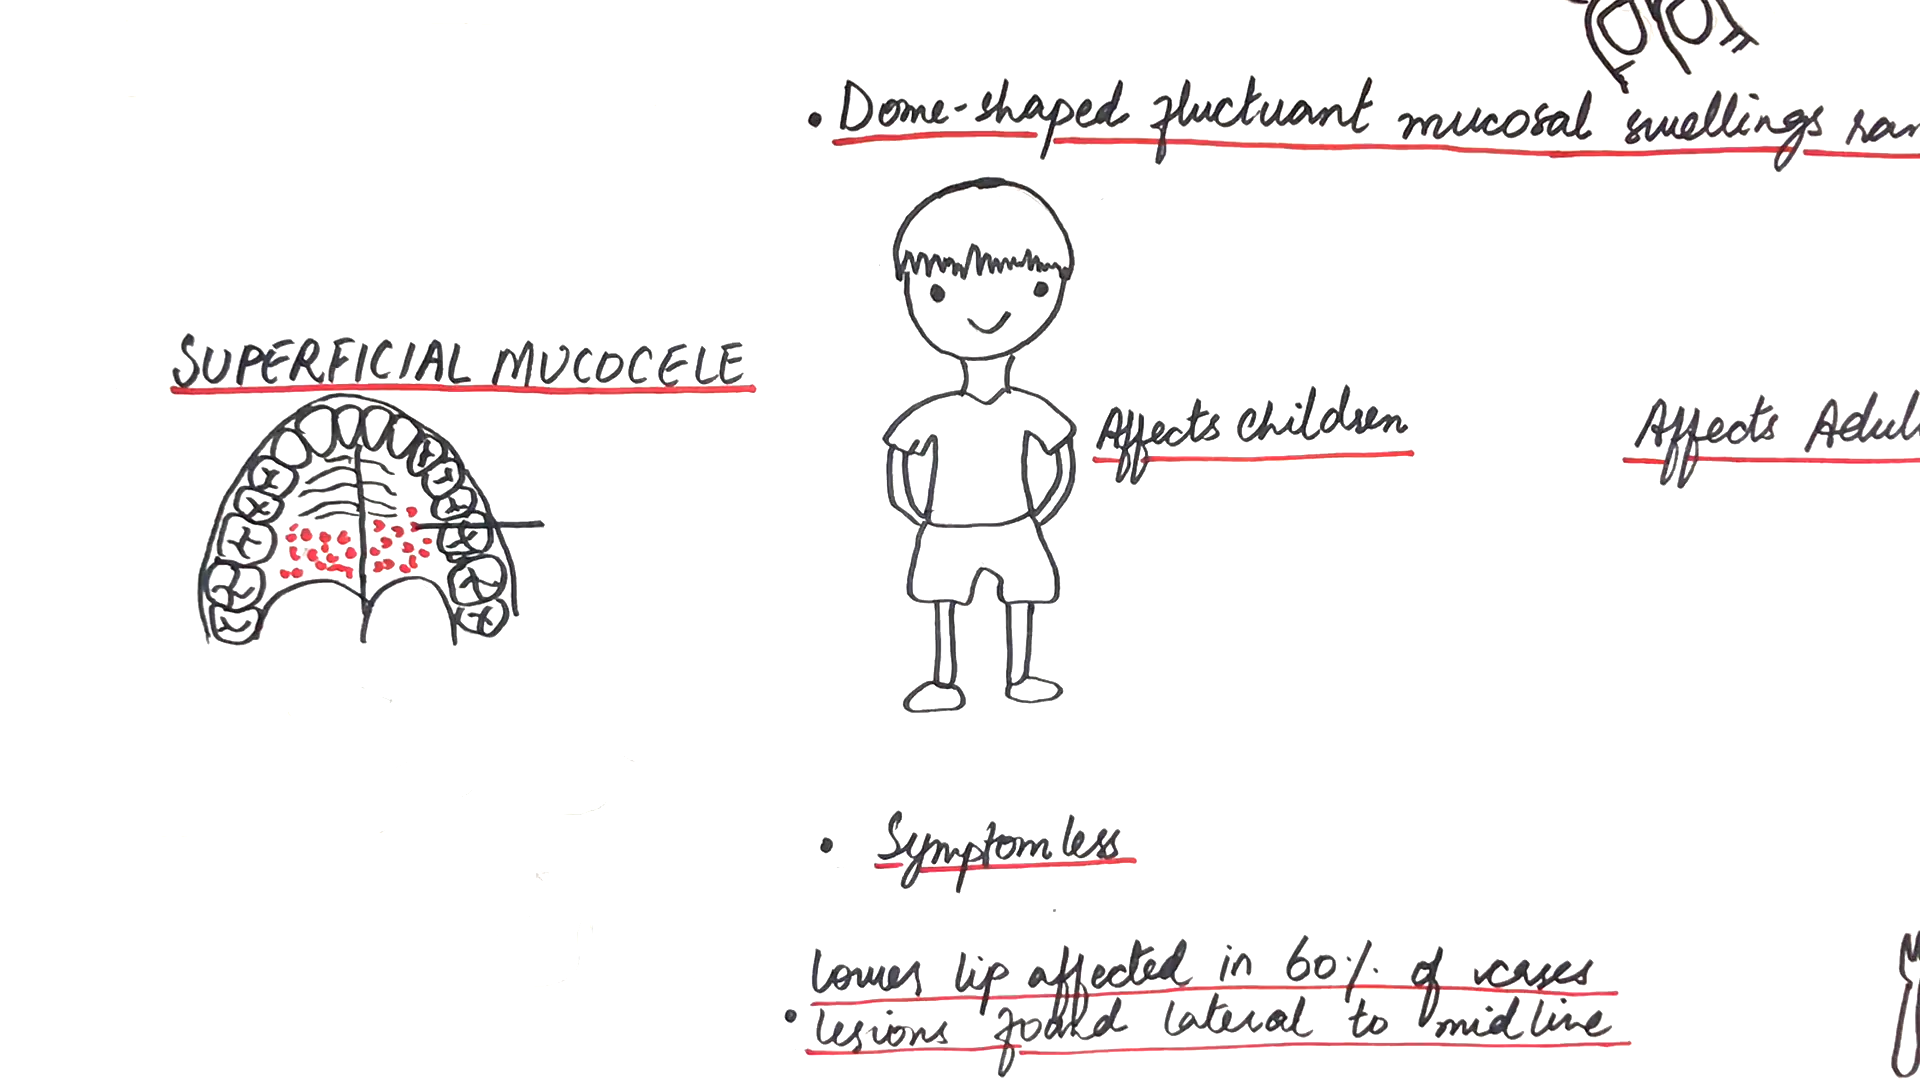 • Dome-shaped fluctuant mucosal swellings
SUPERFICIAL MUCOCELE
Affects children
Affects
• Symptomless
Lower lip affected in 60% of cases
• lesions found lateral to midline